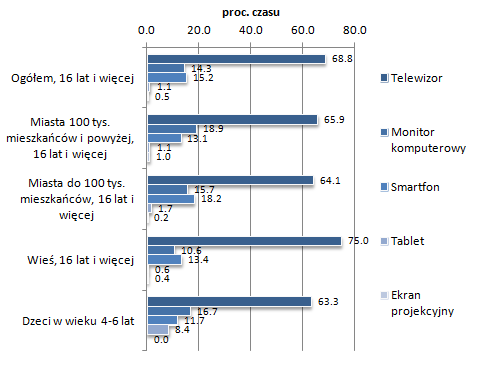 proc. czasu
0.0 20.0 40.0 60.0 80.0
Ogółem, 16 lat i więcej
68.8
14.3
15.2
1.1
0.5
Miasta 100 tys.
mieszkańców i powyżej,
16 lat i więcej
65.9
18.9
13.1
1.1
1.0
Miasta do 100 tys.
mieszkańców, 16 lat i
więcej
64.1
15.7
18.2
1.7
0.2
Wieś, 16 lat i więcej
75.0
10.6
13.4
0.6
0.4
Dzeci w wieku 4-6 lat
63.3
16.7
11.7
8.4
0.0
Telewizor
Monitor
komputerowy
Smartfon
Tablet
Ekran
projekcyjny